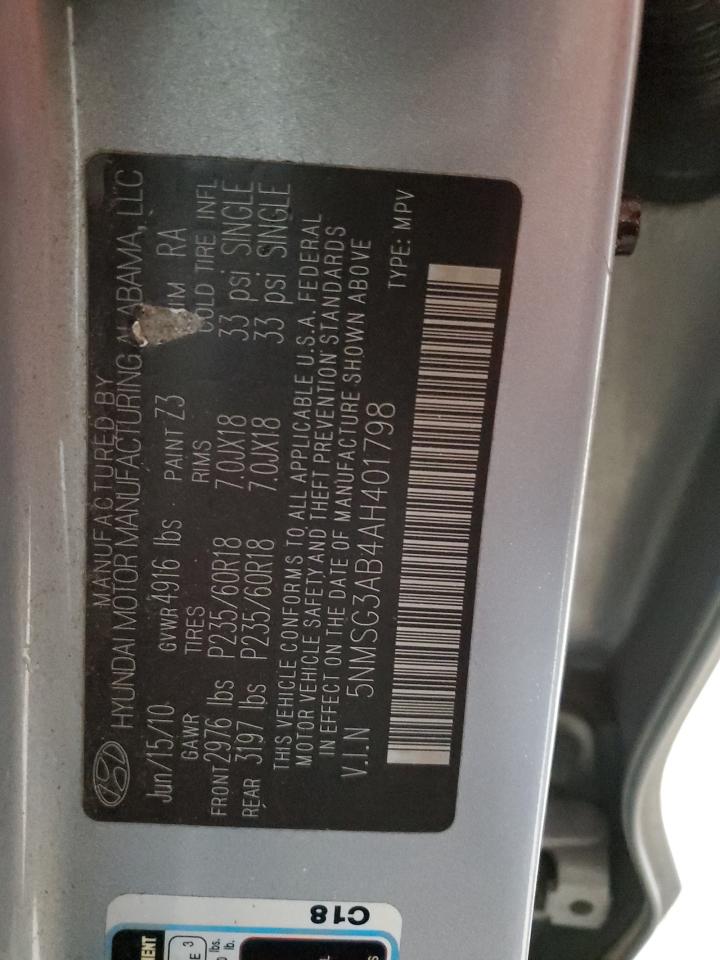 MANUFACTURED BY
HYUNDAI MOTOR MANUFACTURING ALABAMA, LLC
Jun/15/10 GVWR 4916 lbs PAINT Z3 RA
GAWR TIRES RIMS COLD TIRE INFL
FRONT 2976 lbs P235/60R18 7.0JX18 33 psi SINGLE
REAR 3197 lbs P235/60R18 7.0JX18 33 psi SINGLE
THIS VEHICLE CONFORMS TO ALL APPLICABLE U.S.A. FEDERAL
MOTOR VEHICLE SAFETY AND THEFT PREVENTION STANDARDS
IN EFFECT ON THE DATE OF MANUFACTURE SHOWN ABOVE
V.I.N 5NMSG3AB4AH401798
TYPE: MPV
C18